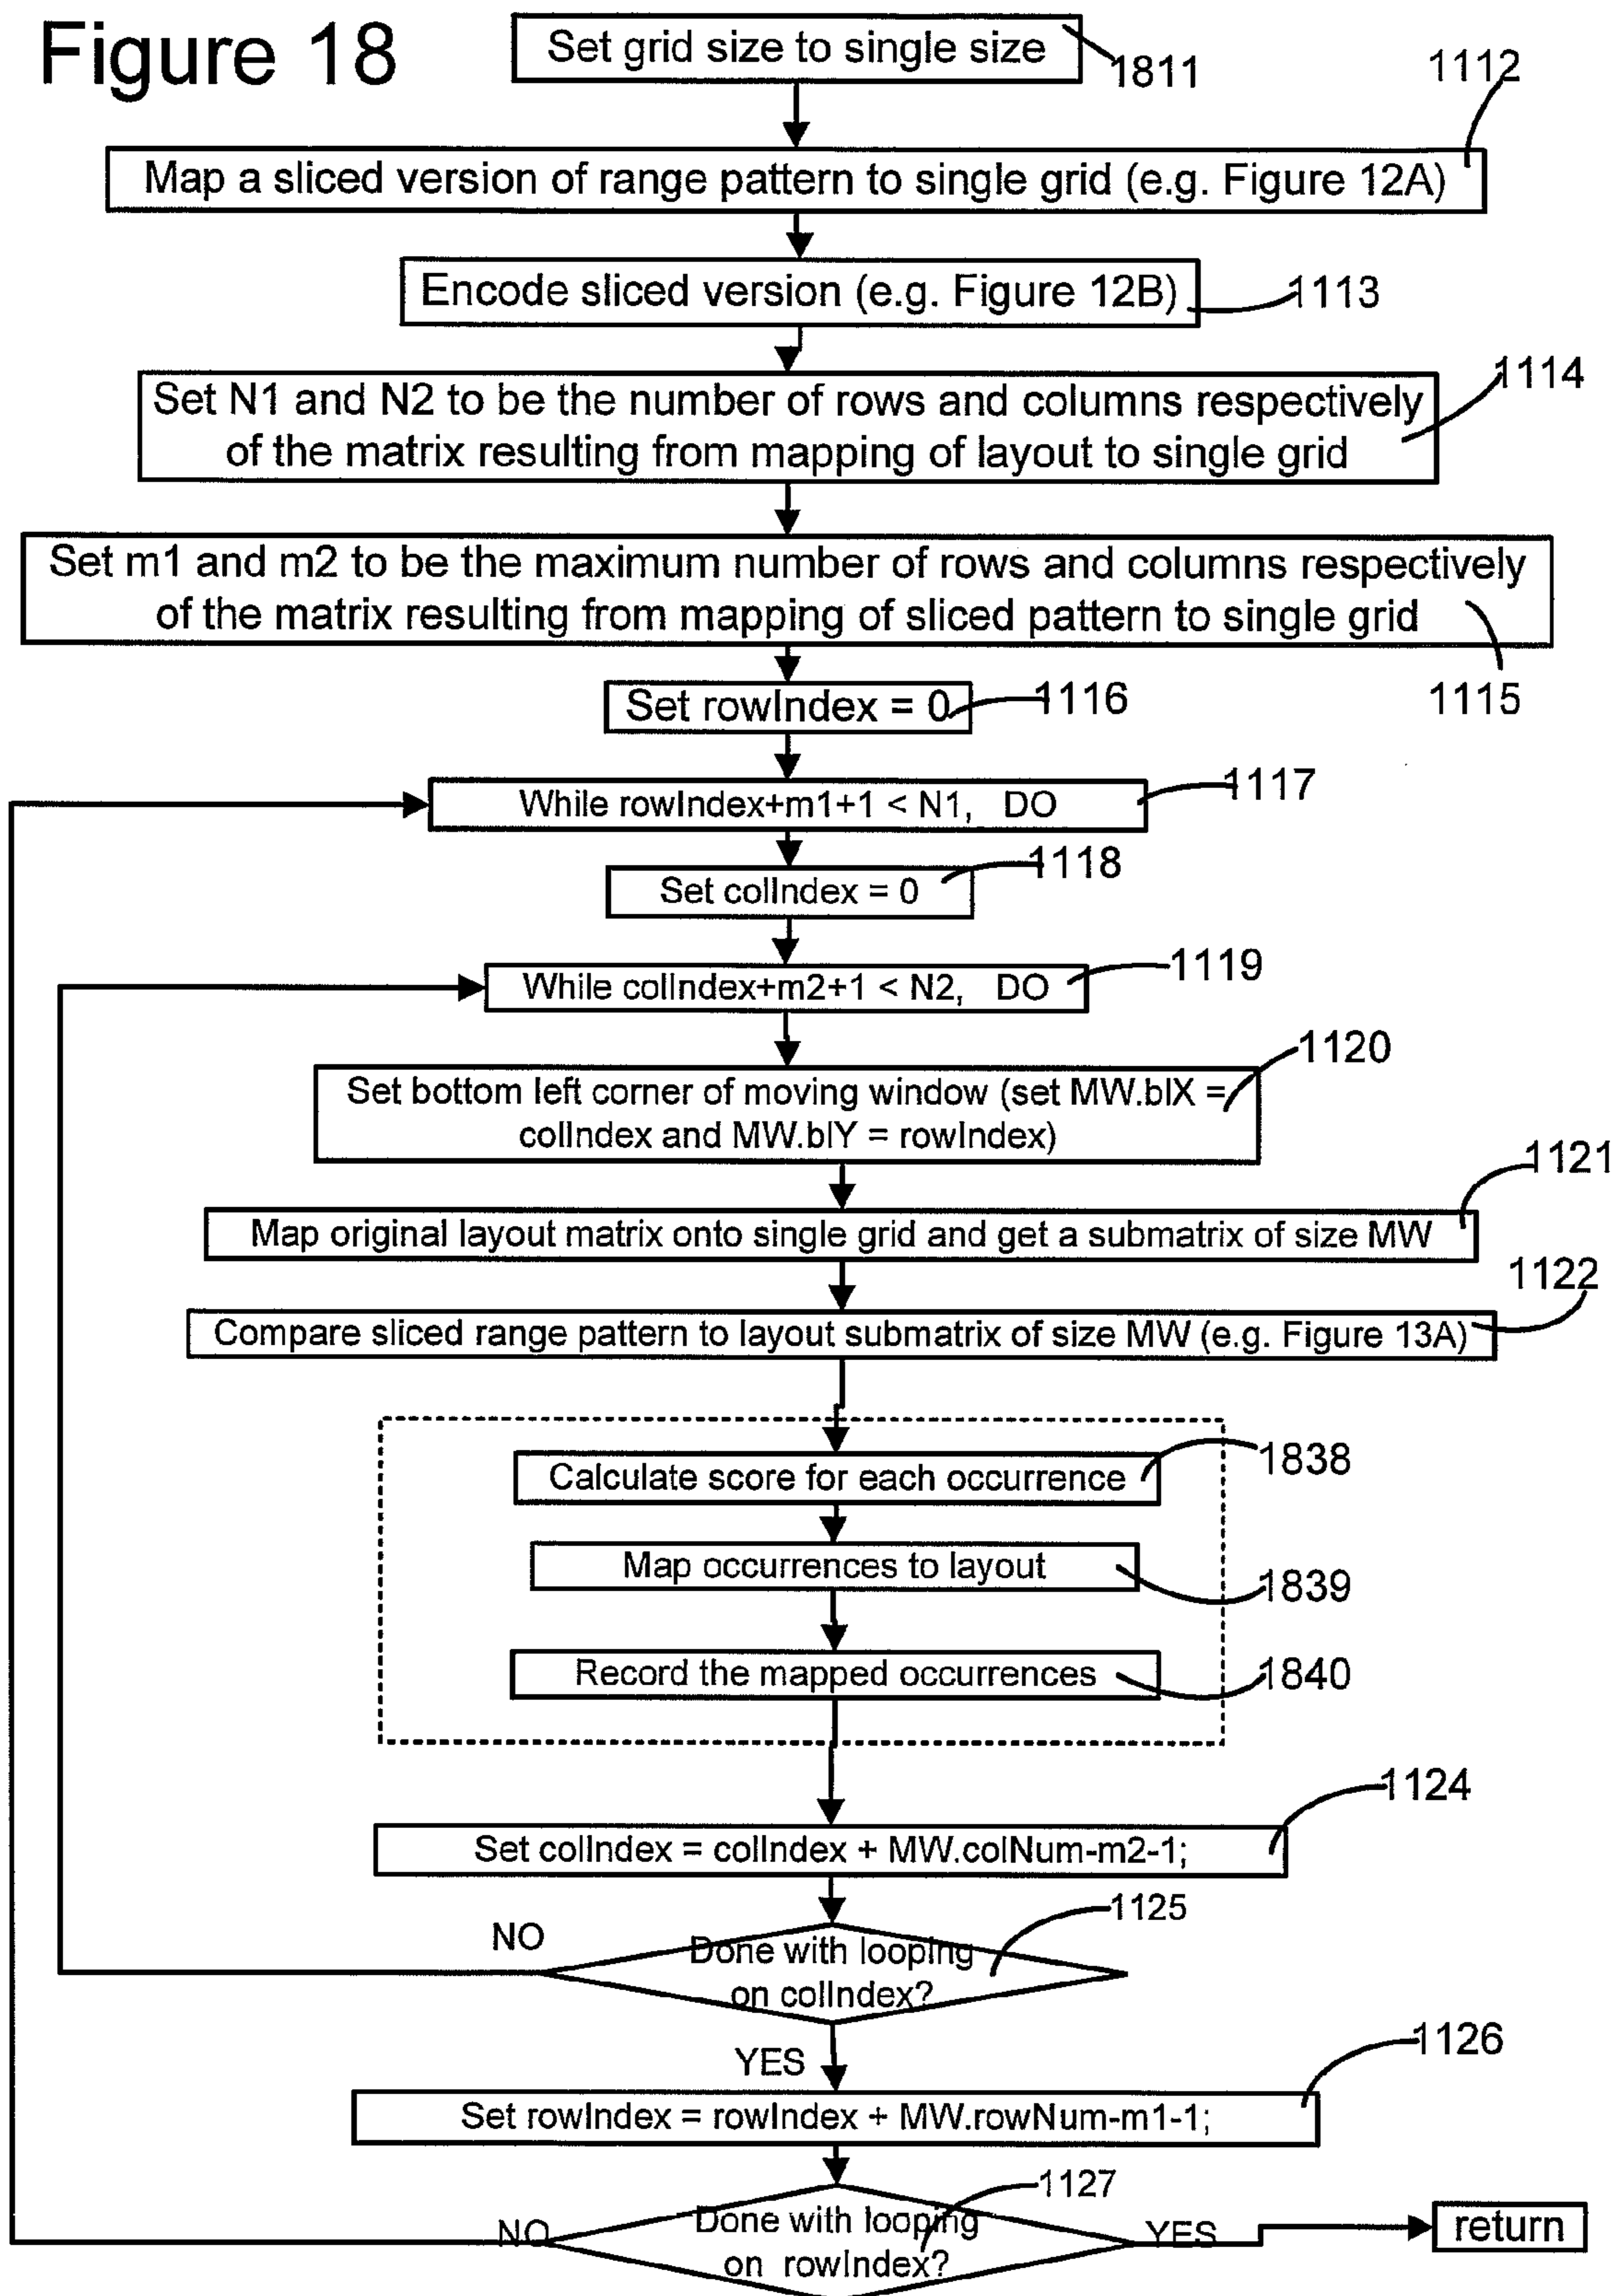 Figure 18
Set grid size to single size
1811
1112
Map a sliced version of range pattern to single grid (e.g. Figure 12A)
Encode sliced version (e.g. Figure 12B)
1113
1114
Set N1 and N2 to be the number of rows and columns respectively
of the matrix resulting from mapping of layout to single grid
Set m1 and m2 to be the maximum number of rows and columns respectively
of the matrix resulting from mapping of sliced pattern to single grid
1115
Set rowIndex = 0
1116
While rowIndex+m1+1 < N1, DO
1117
Set colIndex = 0
1118
While colIndex+m2+1 < N2, DO
1119
1120
Set bottom left corner of moving window (set MW.blX =
colIndex and MW.blY = rowIndex)
1121
Map original layout matrix onto single grid and get a submatrix of size MW
1122
Compare sliced range pattern to layout submatrix of size MW (e.g. Figure 13A)
Calculate score for each occurrence
1838
Map occurrences to layout
1839
Record the mapped occurrences
1840
1124
Set colIndex = colIndex + MW.colNum-m2-1;
1125
NO
Done with looping
on colIndex?
YES
1126
Set rowIndex = rowIndex + MW.rowNum-m1-1;
1127
NO
Done with looping
on rowIndex?
YES
return